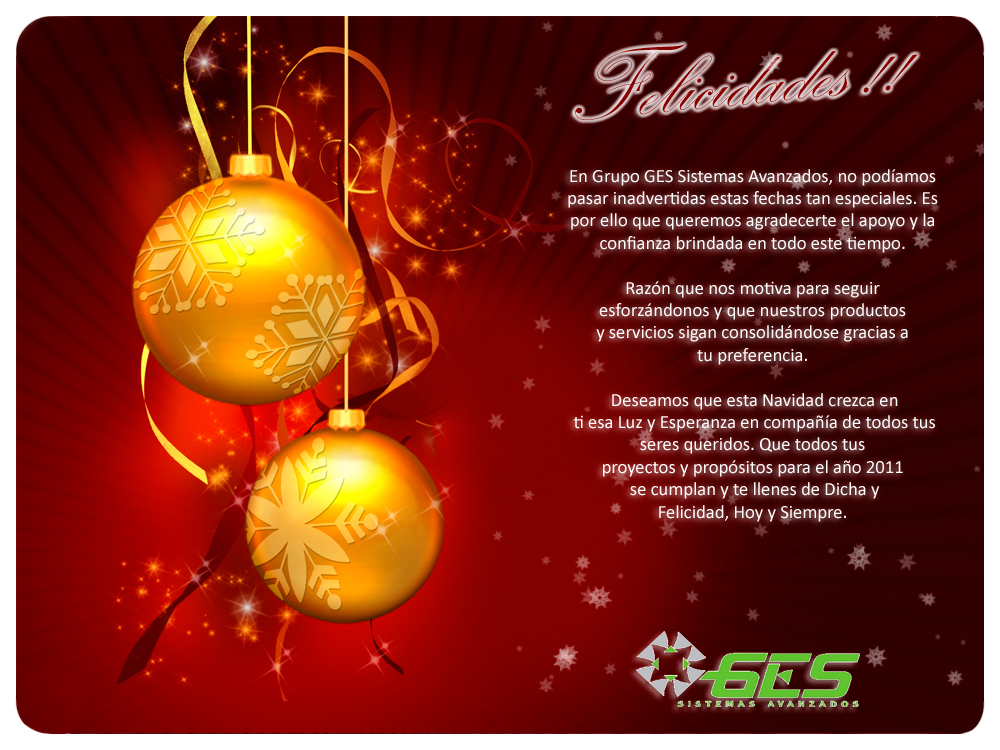 Felicidades !!
En Grupo GES Sistemas Avanzados, no podíamos
pasar inadvertidas estas fechas tan especiales. Es
por ello que queremos agradecerte el apoyo y la
confianza brindada en todo este tiempo.
Razón que nos motiva para seguir
esforzándonos y que nuestros productos
y servicios sigan consolidándose gracias a
tu preferencia.
Deseamos que esta Navidad crezca en
ti esa Luz y Esperanza en compañía de todos tus
seres queridos. Que todos tus
proyectos y propósitos para el año 2011
se cumplan y te llenes de Dicha y
Felicidad, Hoy y Siempre.
GES
SISTEMAS AVANZADOS